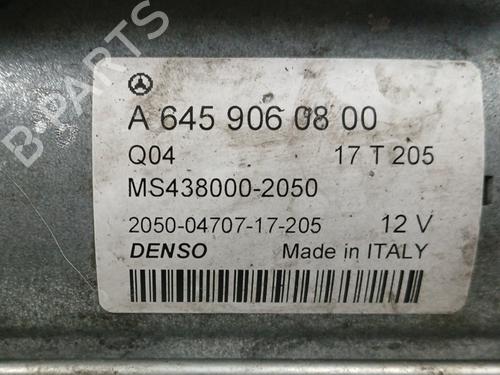 B-PARTS
A 645 906 08 00
Q04 17 T 205
MS438000-2050
2050-04707-17-205 12 V
DENSO Made in ITALY